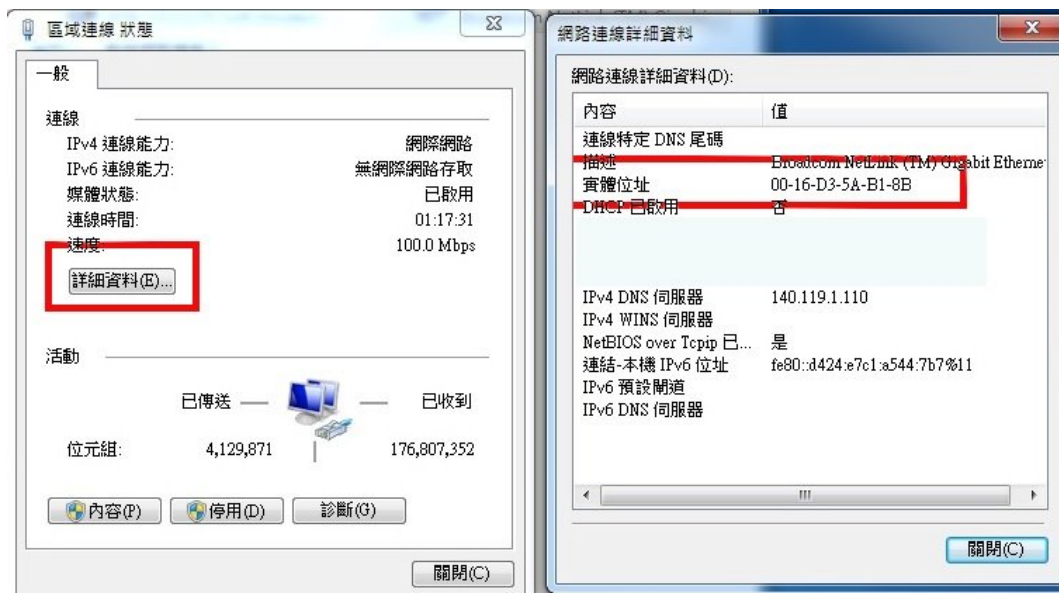 區域連線 狀態
一般
連線
IPv4 連線能力: 網際網路
IPv6 連線能力: 無網際網路存取
媒體狀態: 已啟用
連線時間: 01:17:31
速度: 100.0 Mbps
詳細資料(E)...
活動
已傳送 已收到
位元組: 4,129,871 176,807,352
內容(P) 停用(D) 診斷(G)
關閉(C)
網路連線詳細資料
網路連線詳細資料(D):
內容 值
連線特定 DNS 尾碼
描述 Broadcom NetLink (TM) Gigabit Etherne
實體位址 00-16-D3-5A-B1-8B
DHCP 已啟用 否
IPv4 DNS 伺服器 140.119.1.110
IPv4 WINS 伺服器
NetBIOS over Tcpip 已... 是
連結-本機 IPv6 位址 fe80::d424:e7c1:a544:7b7%11
IPv6 預設閘道
IPv6 DNS 伺服器
關閉(C)